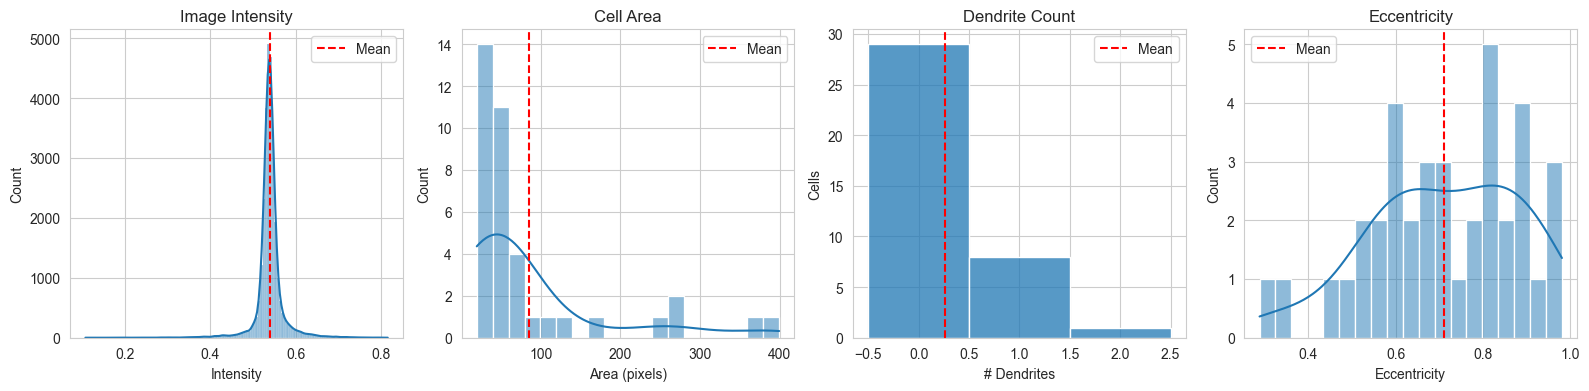 Image Intensity
Mean
Count
5000
4000
3000
2000
1000
0
0.2 0.4 0.6 0.8
Intensity
Cell Area
Mean
Count
14
12
10
8
6
4
2
0
100 200 300 400
Area (pixels)
Dendrite Count
Mean
Cells
30
25
20
15
10
5
0
−0.5 0.0 0.5 1.0 1.5 2.0 2.5
# Dendrites
Eccentricity
Mean
Count
5
4
3
2
1
0
0.4 0.6 0.8 1.0
Eccentricity